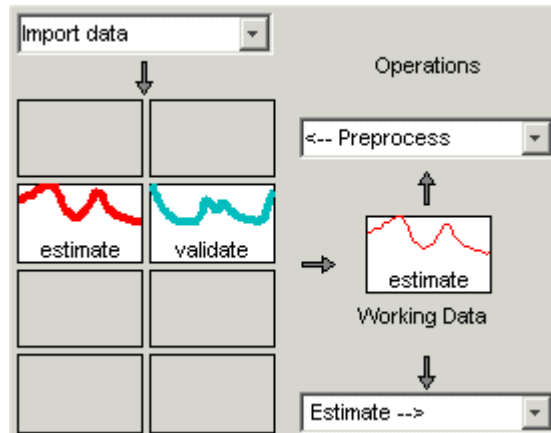 Import data
Operations
<-- Preprocess
estimate
validate
estimate
Working Data
Estimate -->